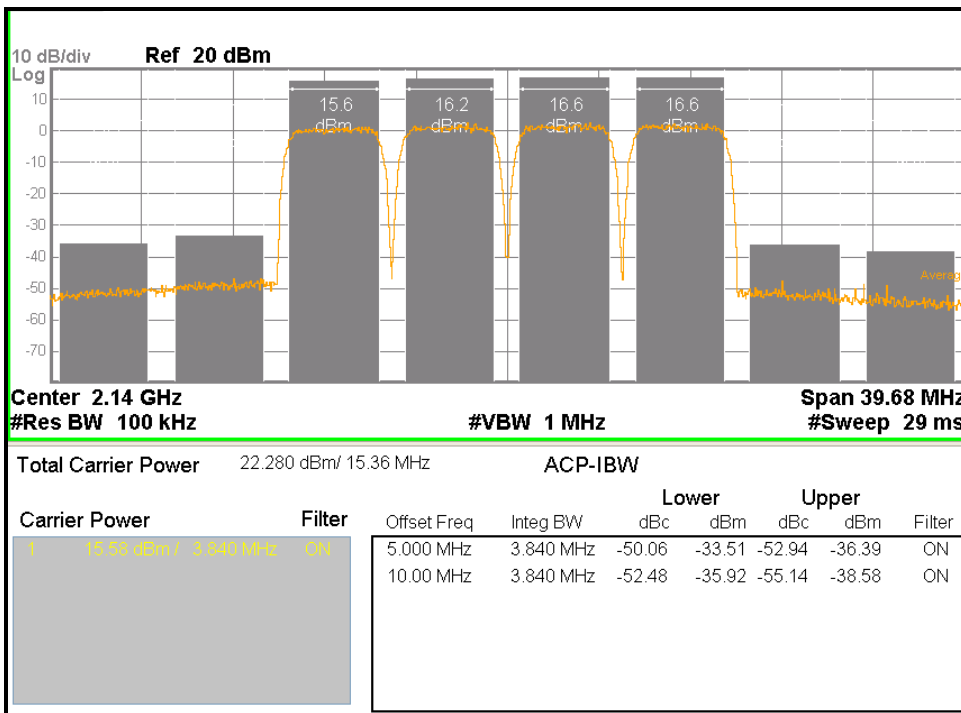 10 dB/div Ref 20 dBm
Log
10
0
-10
-20
-30
-40
-50
-60
-70
15.6 dBm
16.2 dBm
16.6 dBm
16.6 dBm
Averag
Center 2.14 GHz Span 39.68 MHz
#Res BW 100 kHz #VBW 1 MHz #Sweep 29 ms
Total Carrier Power 22.280 dBm/ 15.36 MHz ACP-IBW
Lower Upper
Carrier Power Filter Offset Freq Integ BW dBc dBm dBc dBm Filter
1 15.58 dBm / 3.840 MHz ON 5.000 MHz 3.840 MHz -50.06 -33.51 -52.94 -36.39 ON
10.00 MHz 3.840 MHz -52.48 -35.92 -55.14 -38.58 ON